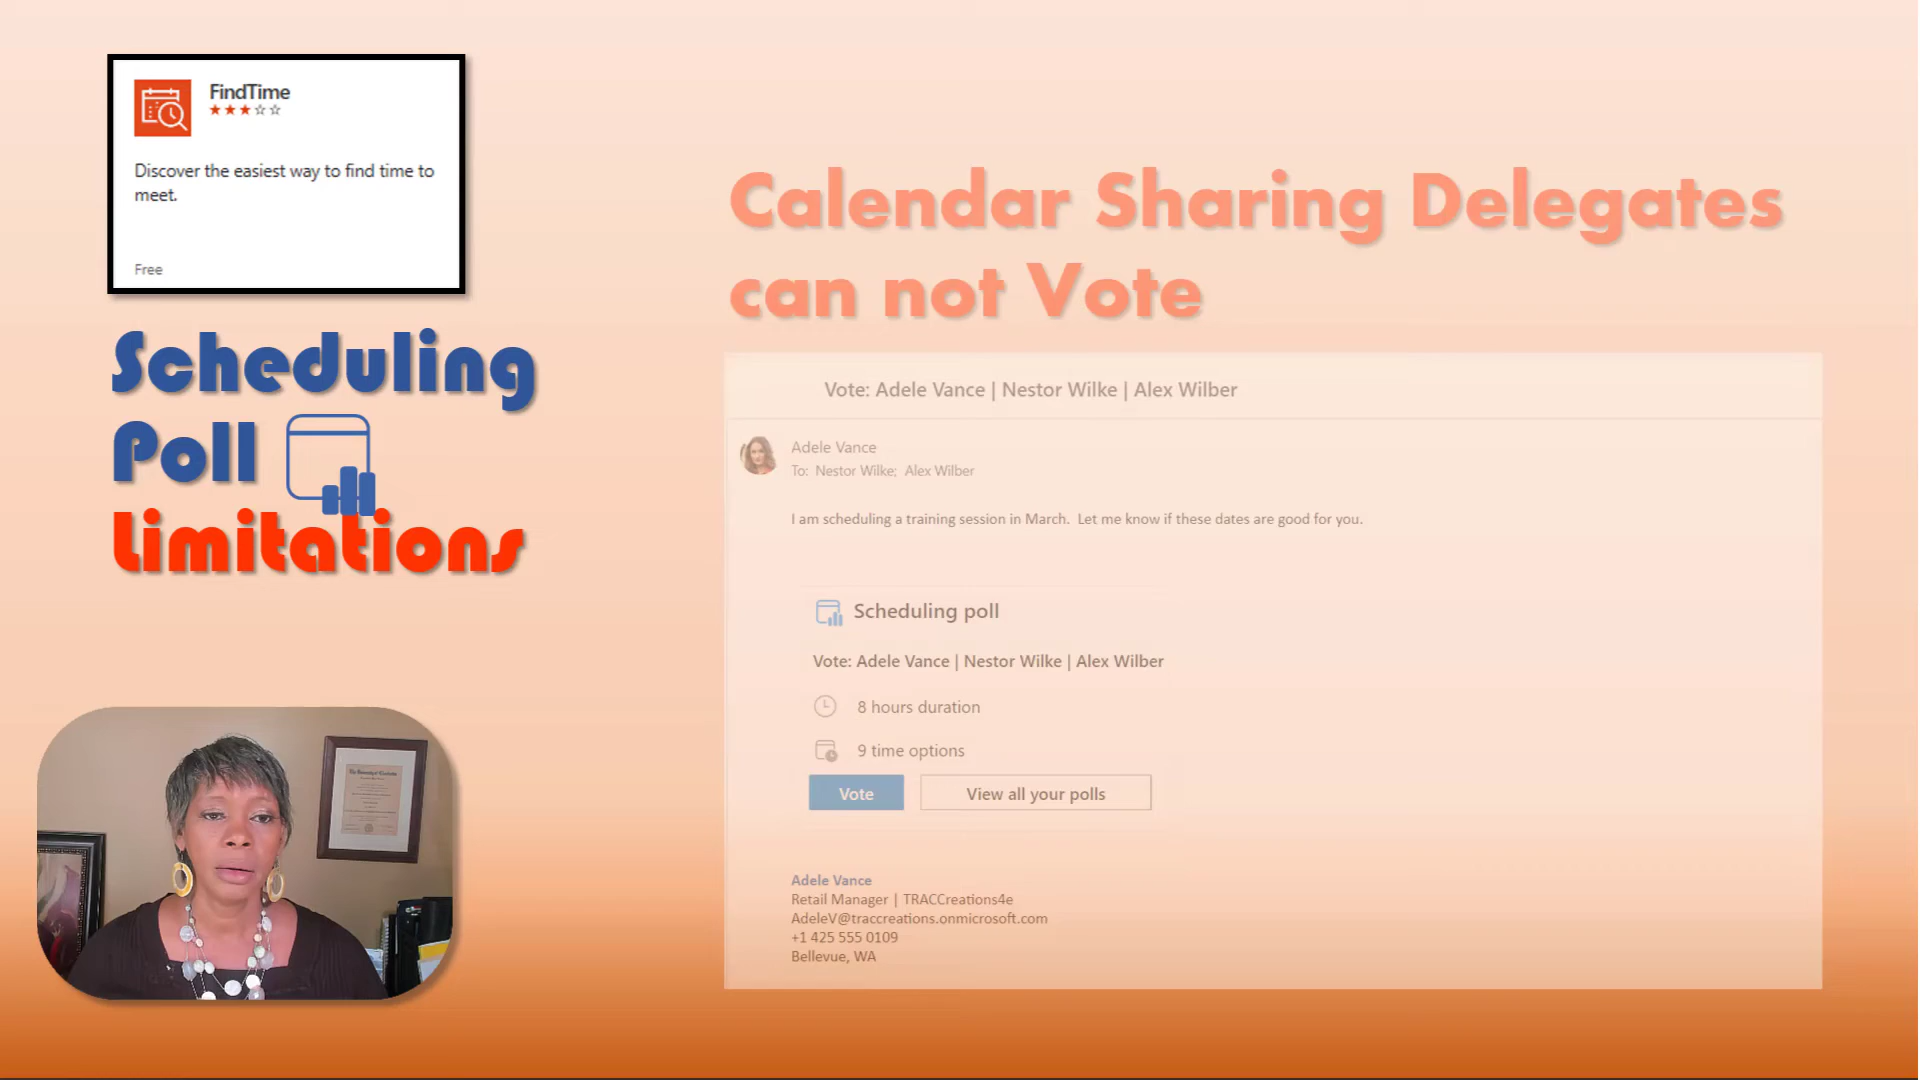 FindTime
Discover the easiest way to find time to
meet.
Free
Scheduling
Poll
Limitations
Calendar Sharing Delegates
can not Vote
Vote: Adele Vance | Nestor Wilke | Alex Wilber
Adele Vance
To: Nestor Wilke; Alex Wilber
I am scheduling a training session in March. Let me know if these dates are good for you.
Scheduling poll
Vote: Adele Vance | Nestor Wilke | Alex Wilber
8 hours duration
9 time options
Vote
View all your polls
Adele Vance
Retail Manager | TRACCreations4e
AdeleV@traccreations.onmicrosoft.com
+1 425 555 0109
Bellevue, WA